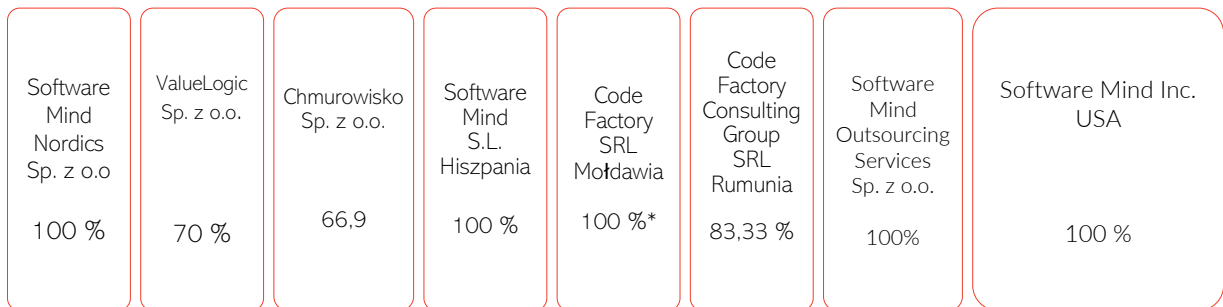 Software
Mind
Nordics
Sp. z o.o
100 %
ValueLogic
Sp. z o.o.
70 %
Chmurowisko
Sp. z o.o.
66,9
Software
Mind
S.L.
Hiszpania
100 %
Code
Factory
SRL
Mołdawia
100 %*
Code
Factory
Consulting
Group
SRL
Rumunia
83,33 %
Software
Mind
Outsourcing
Services
Sp. z o.o.
100%
Software Mind Inc.
USA
100 %